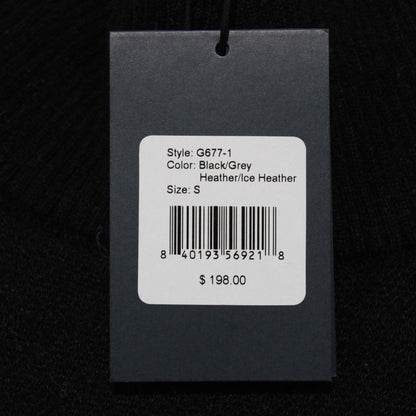 Style: G677-1
Color: Black/Grey
Heather/Ice Heather
Size: S
8 40193 56921 8
$ 198.00